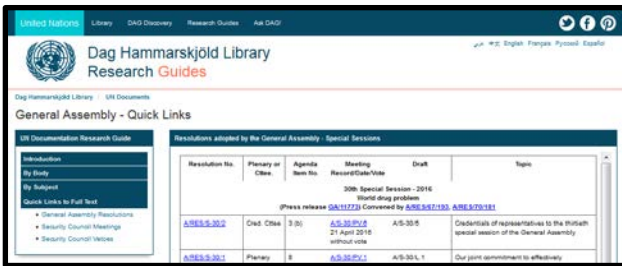 United Nations Library DAG Discovery Research Guides Ask DAG!
عربي 中文 English Français Русский Español
Dag Hammarskjöld Library
Research Guides
Dag Hammarskjöld Library / UN Documents
General Assembly - Quick Links
UN Documentation Research Guide
Introduction
By Body
By Subject
Quick Links to Full Text
General Assembly Resolutions
Security Council Meetings
Security Council Vetoes
Resolutions adopted by the General Assembly - Special Sessions
Resolution No. Plenary or Cttee. Agenda Item No. Meeting Record/Date/Vote Draft Topic
30th Special Session - 2016
World drug problem
(Press release GA/11773) Convened by A/RES/67/193, A/RES/70/181
A/RES/S-30/2 Cred. Cttee 3 (b) A/S-30/PV.6 A/S-30/5 Credentials of representatives to the thirtieth
21 April 2016 special session of the General Assembly
without vote
A/RES/S-30/1 Plenary 8 A/S-30/PV.1 A/S-30/L.1 Our joint commitment to effectively